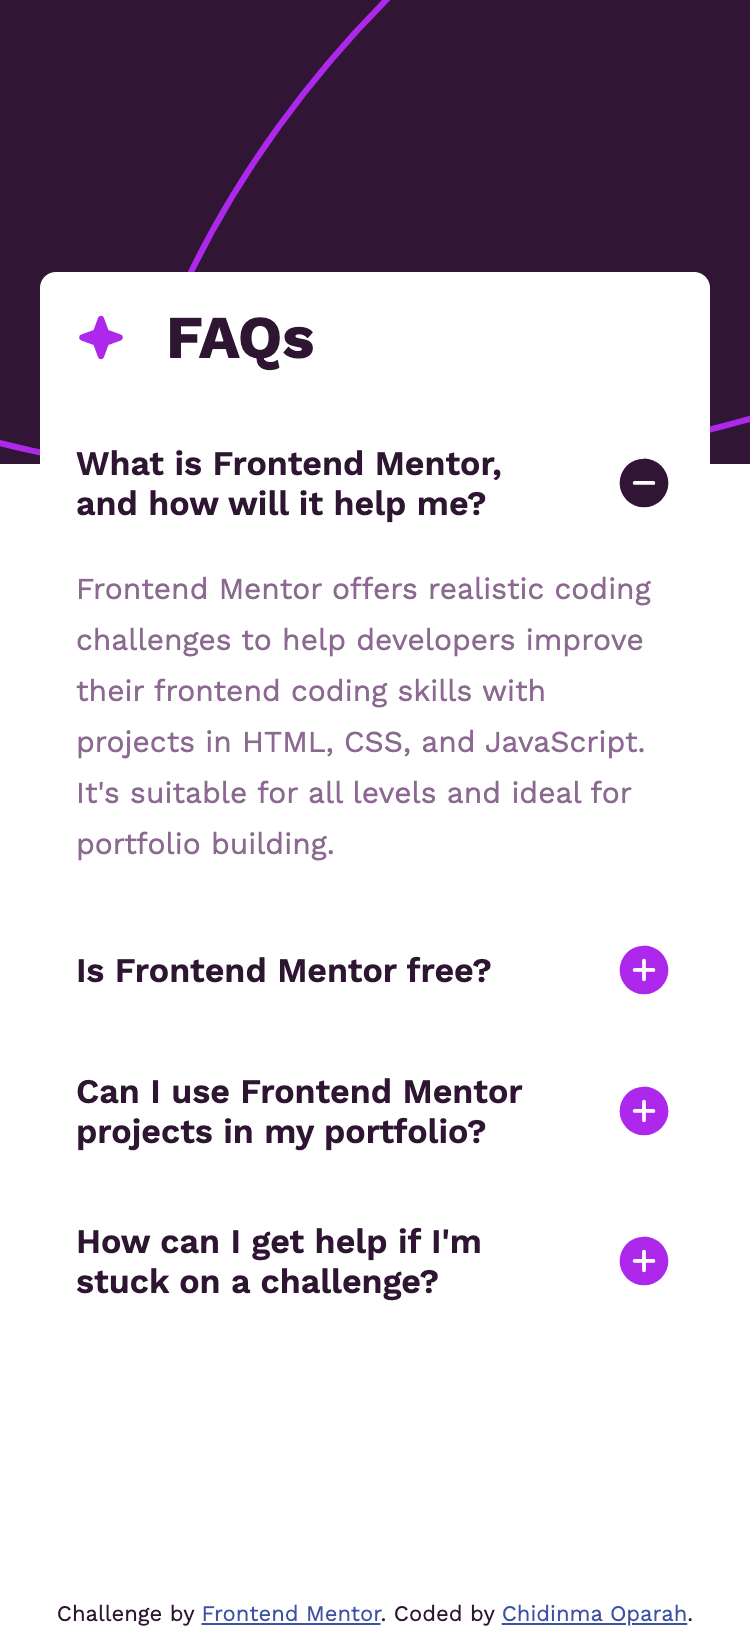 FAQs
What is Frontend Mentor,
and how will it help me?
Frontend Mentor offers realistic coding
challenges to help developers improve
their frontend coding skills with
projects in HTML, CSS, and JavaScript.
It's suitable for all levels and ideal for
portfolio building.
Is Frontend Mentor free?
Can I use Frontend Mentor
projects in my portfolio?
How can I get help if I'm
stuck on a challenge?
Challenge by Frontend Mentor. Coded by Chidinma Oparah.